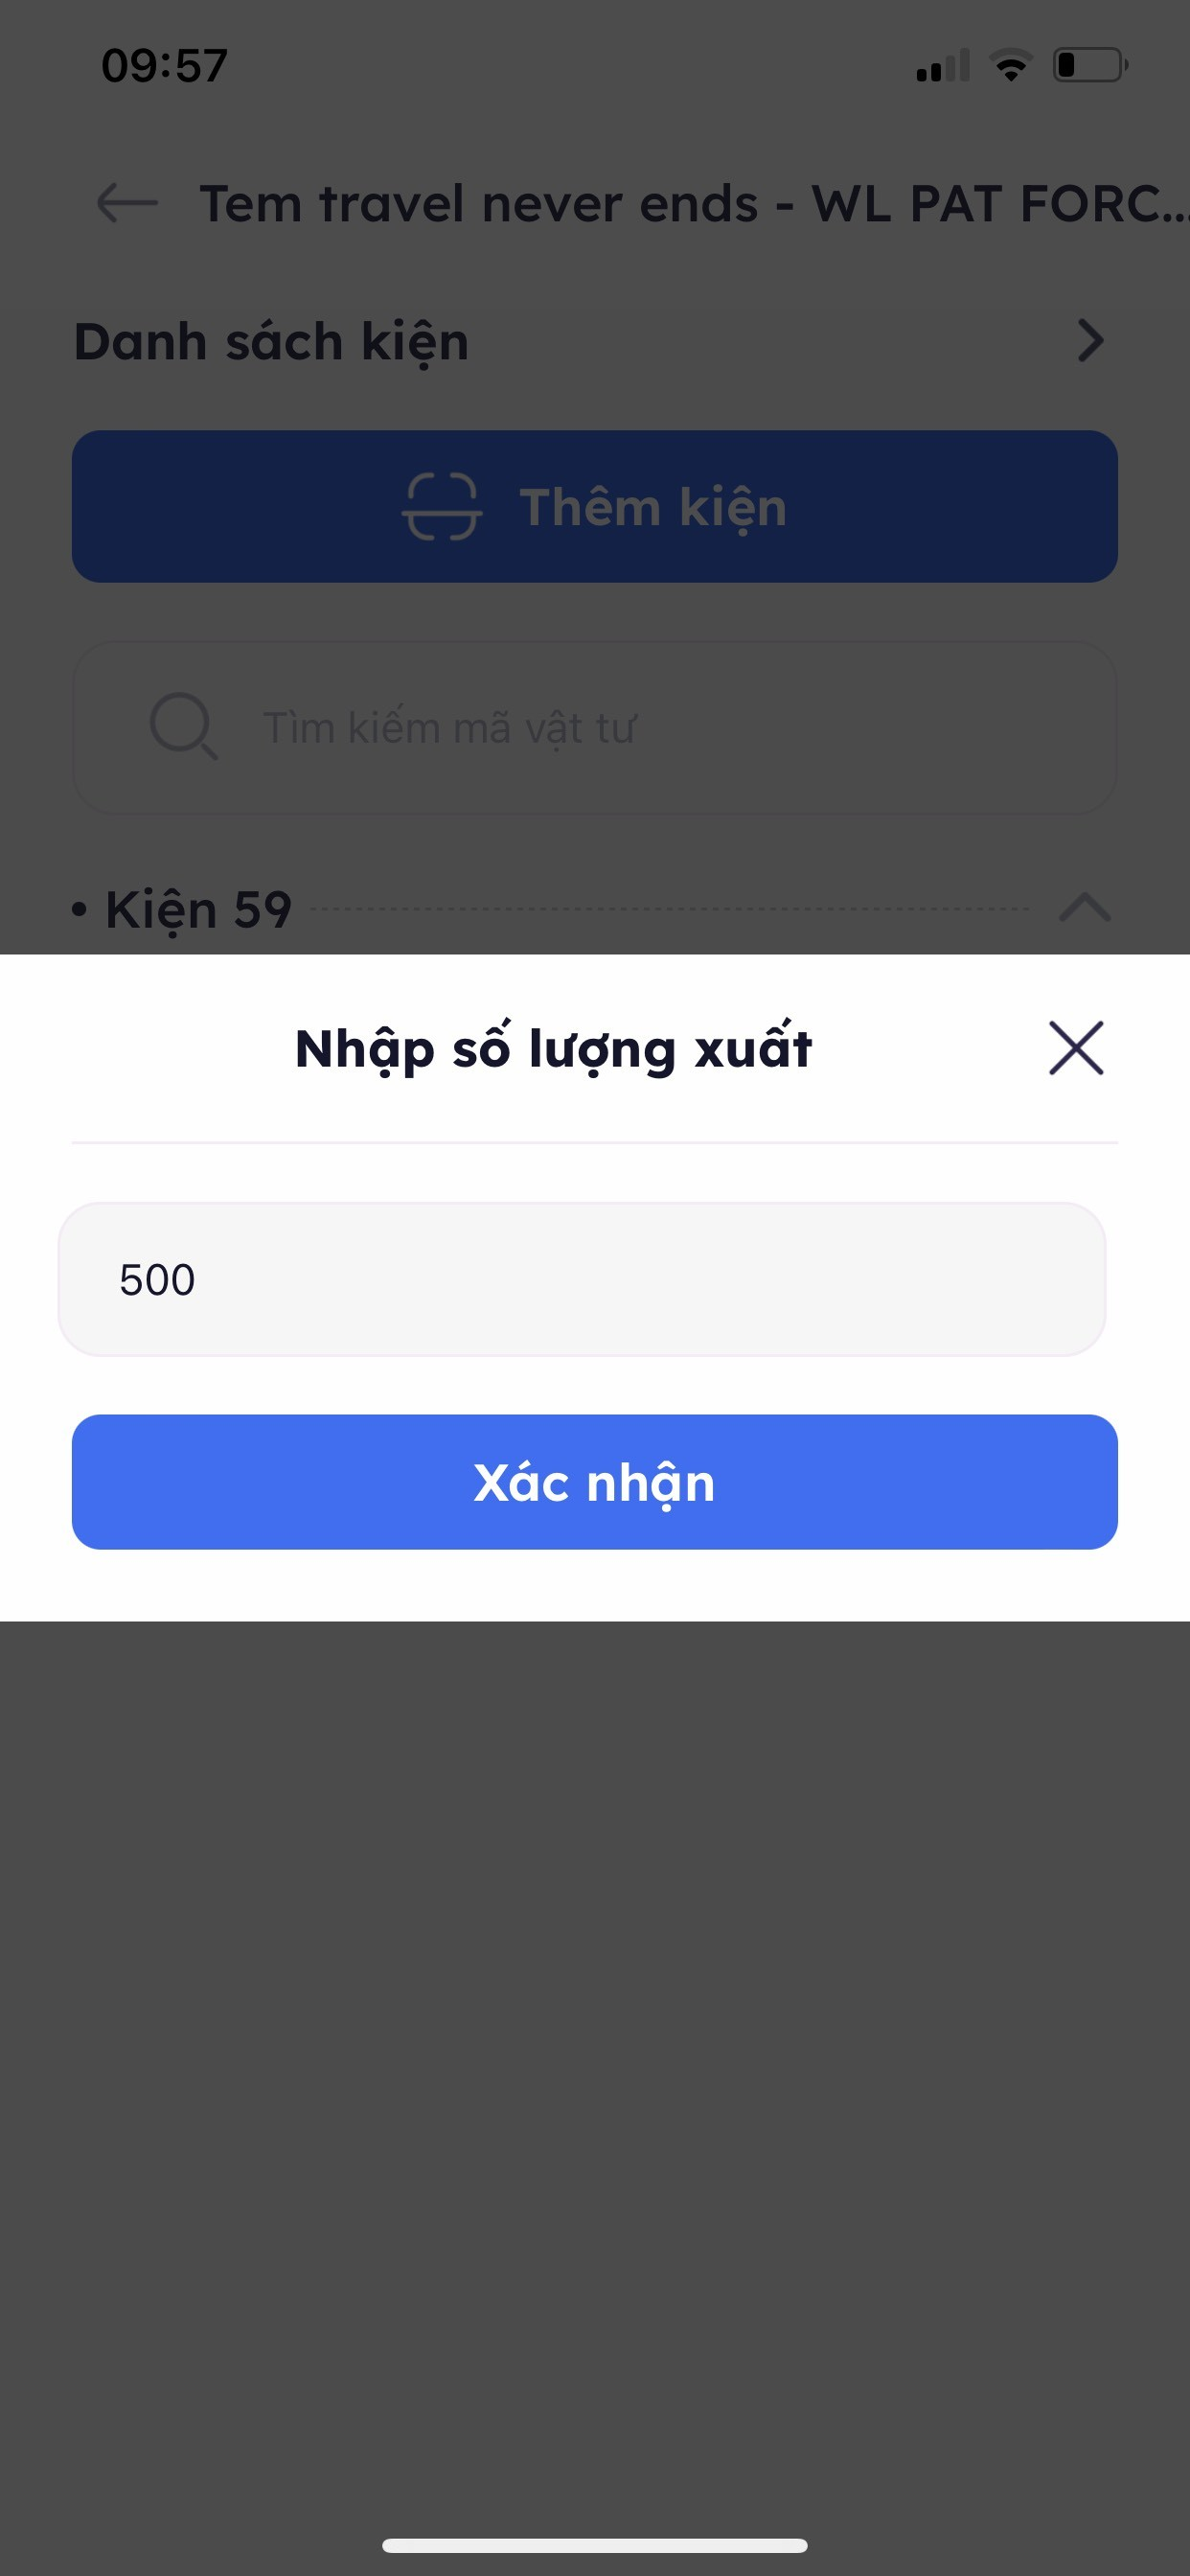 09:57
Tem travel never ends - WL PAT FORC...
Danh sách kiện
Thêm kiện
Tìm kiếm mã vật tư
• Kiện 59
Nhập số lượng xuất
500
Xác nhận